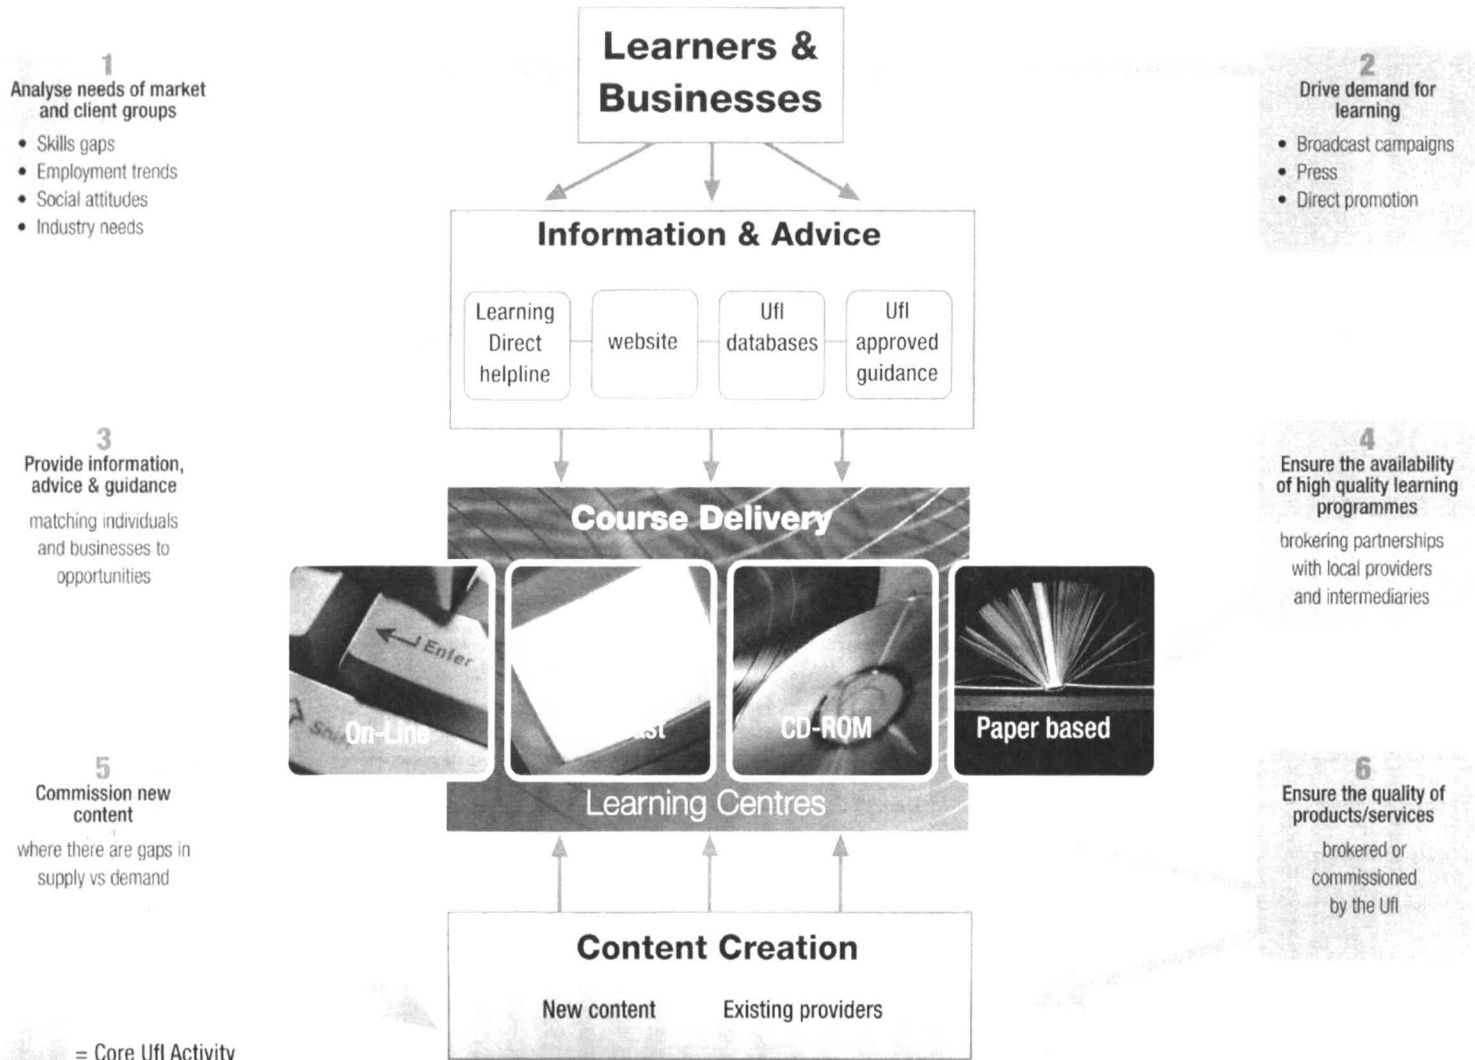 Learners &
Businesses
1
Analyse needs of market
and client groups
• Skills gaps
• Employment trends
• Social attitudes
• Industry needs
2
Drive demand for
learning
• Broadcast campaigns
• Press
• Direct promotion
Information & Advice
Learning
Direct
helpline
website
Ufl
databases
Ufl
approved
guidance
3
Provide information,
advice & guidance
matching individuals
and businesses to
opportunities
4
Ensure the availability
of high quality learning
programmes
brokering partnerships
with local providers
and intermediaries
Course Delivery
Enter
Shift
On-Line
CD-ROM
Paper based
Learning Centres
5
Commission new
content
where there are gaps in
supply vs demand
6
Ensure the quality of
products/services
brokered or
commissioned
by the Ufl
Content Creation
New content Existing providers
= Core Ufl Activity